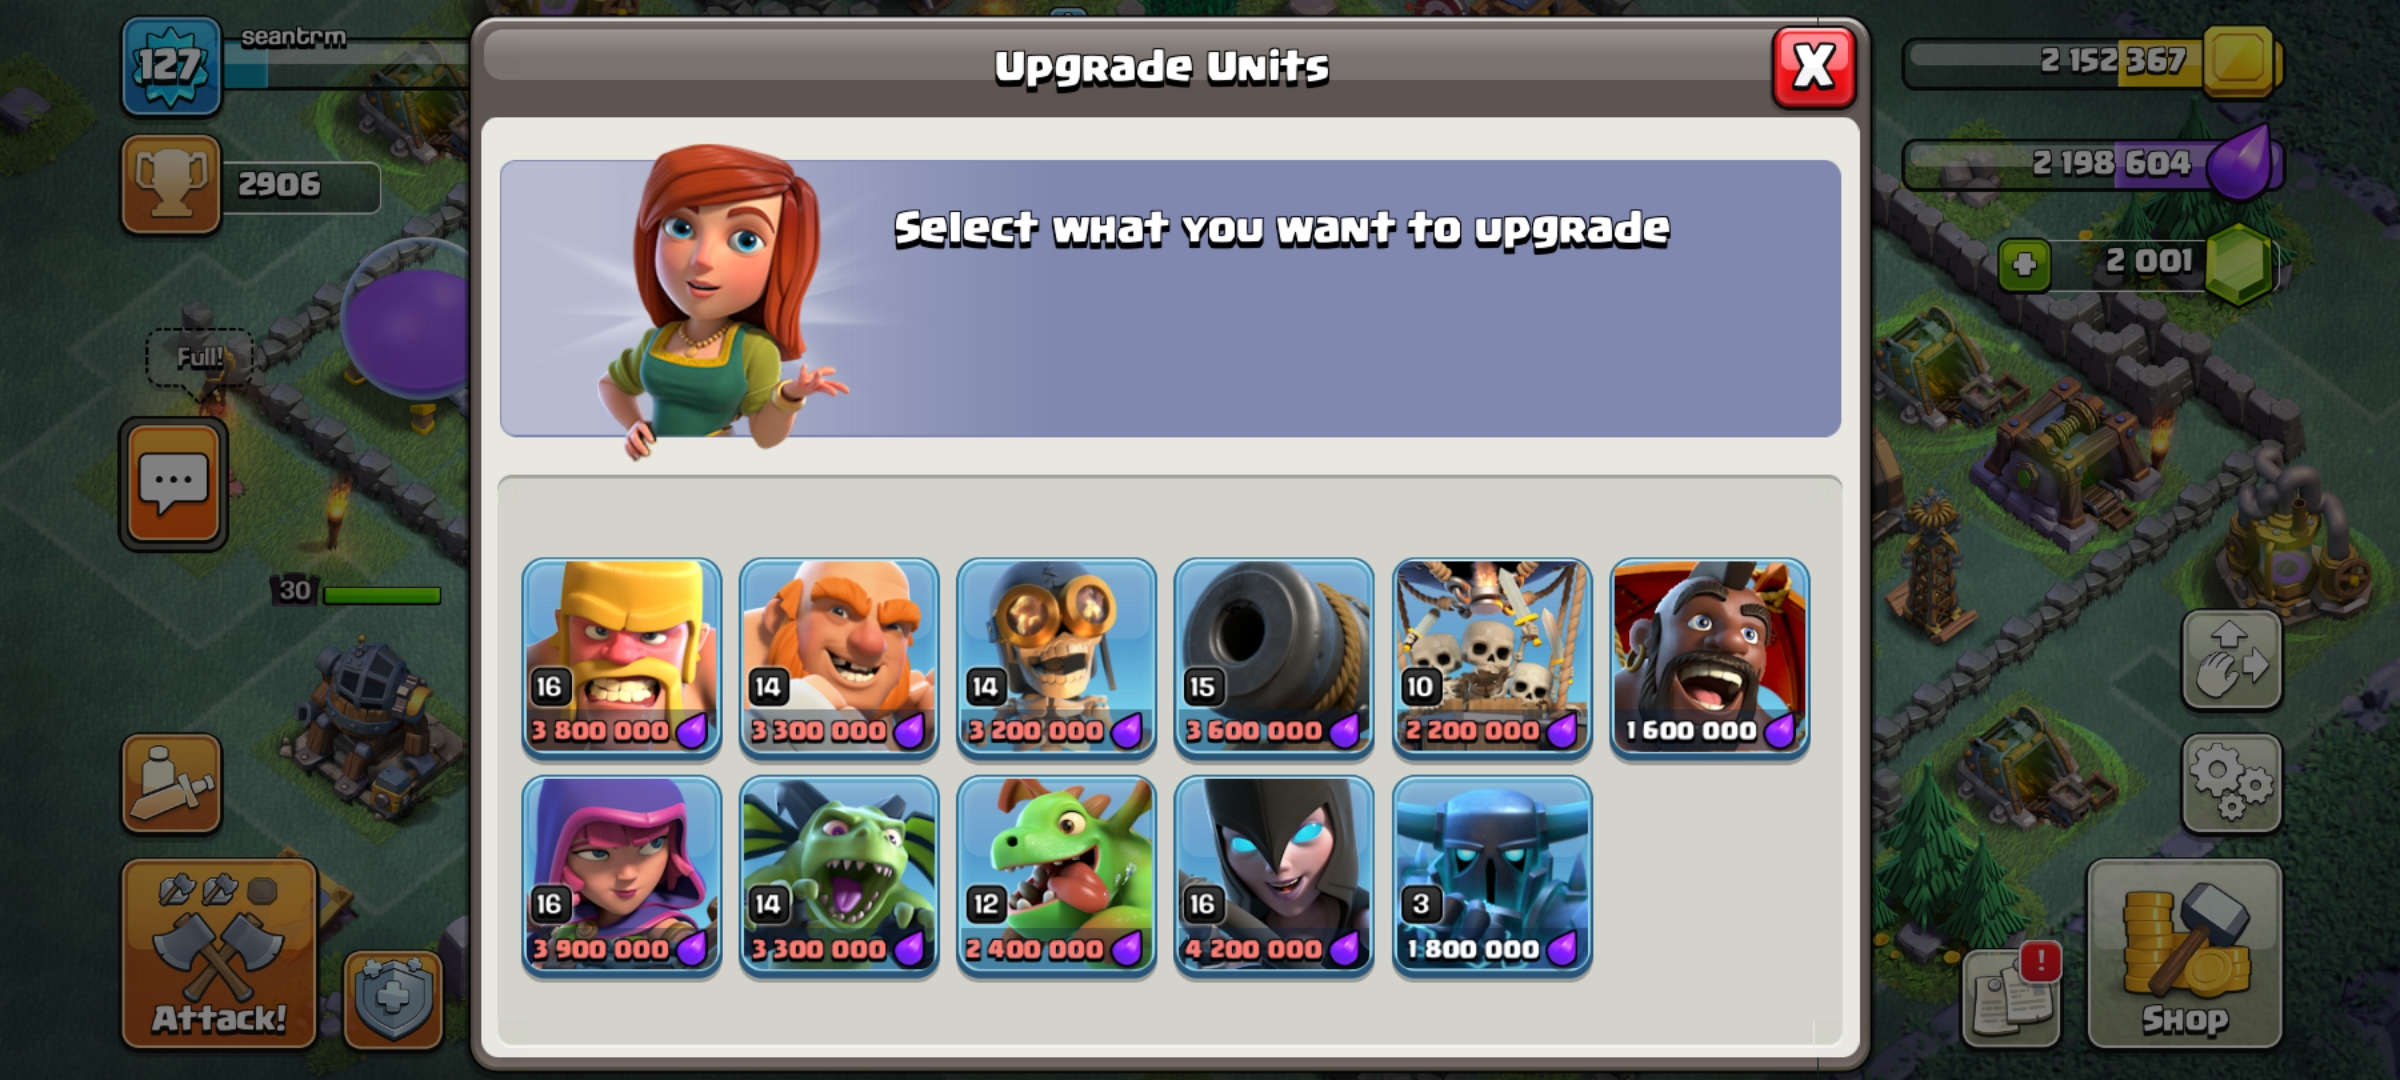 127
seantrm
Upgrade Units
X
2 152 367
2906
2 198 604
Select what you want to upgrade
2 001
Full!
30
16
14
14
15
10
3 800 000
3 300 000
3 200 000
3 600 000
2 200 000
1 600 000
16
14
12
16
3
3 900 000
3 300 000
2 400 000
4 200 000
1 800 000
!
Attack!
Shop